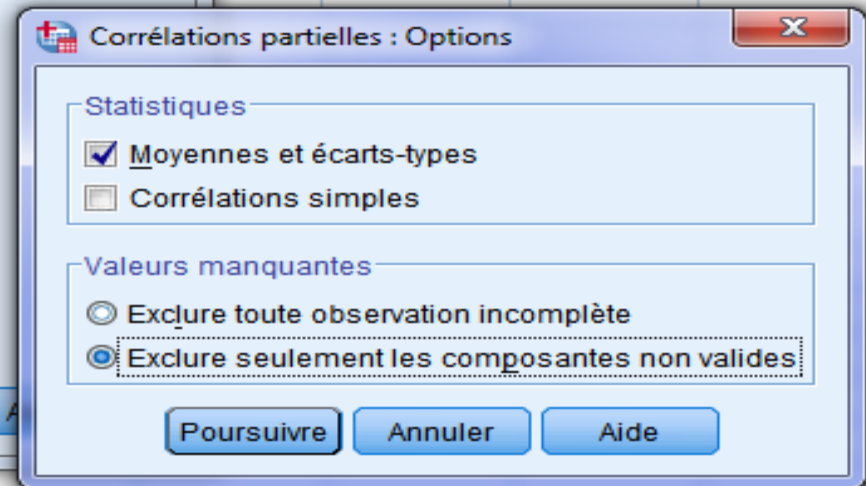 Corrélations partielles : Options
Statistiques
Moyennes et écarts-types
Corrélations simples
Valeurs manquantes
Exclure toute observation incomplète
Exclure seulement les composantes non valides
Poursuivre Annuler Aide